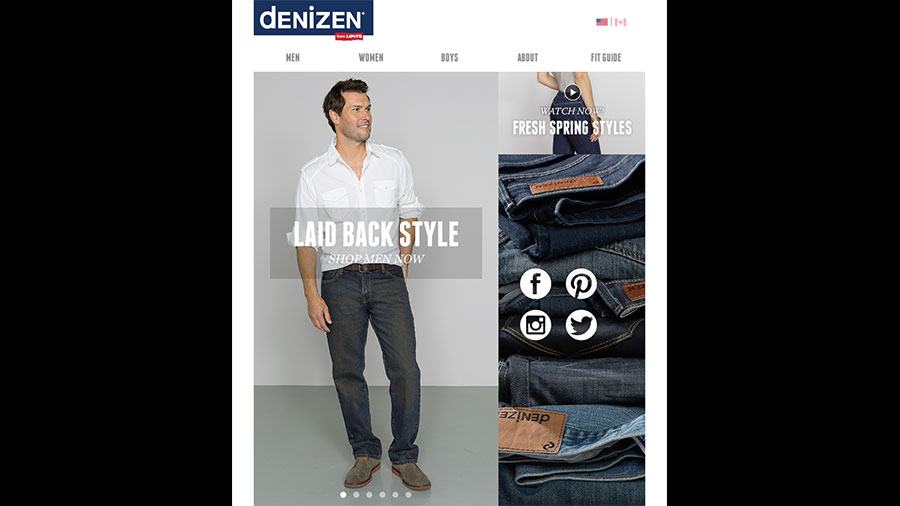 denizen®
from Levi's
MEN WOMEN BOYS ABOUT FIT GUIDE
WATCH NOW!
FRESH SPRING STYLES
LAID BACK STYLE
SHOP MEN NOW
denizen
DENIZEN
denizen